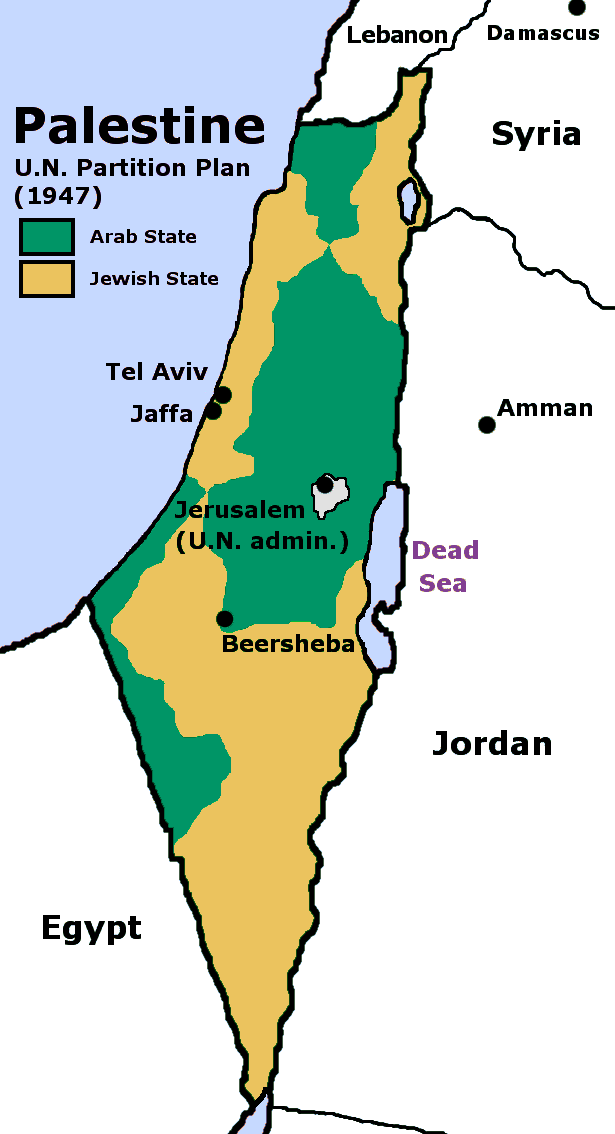 Lebanon
Damascus
Palestine
U.N. Partition Plan
(1947)
Syria
Arab State
Jewish State
Tel Aviv
Jaffa
Amman
Jerusalem
(U.N. admin.)
Dead
Sea
Beersheba
Jordan
Egypt